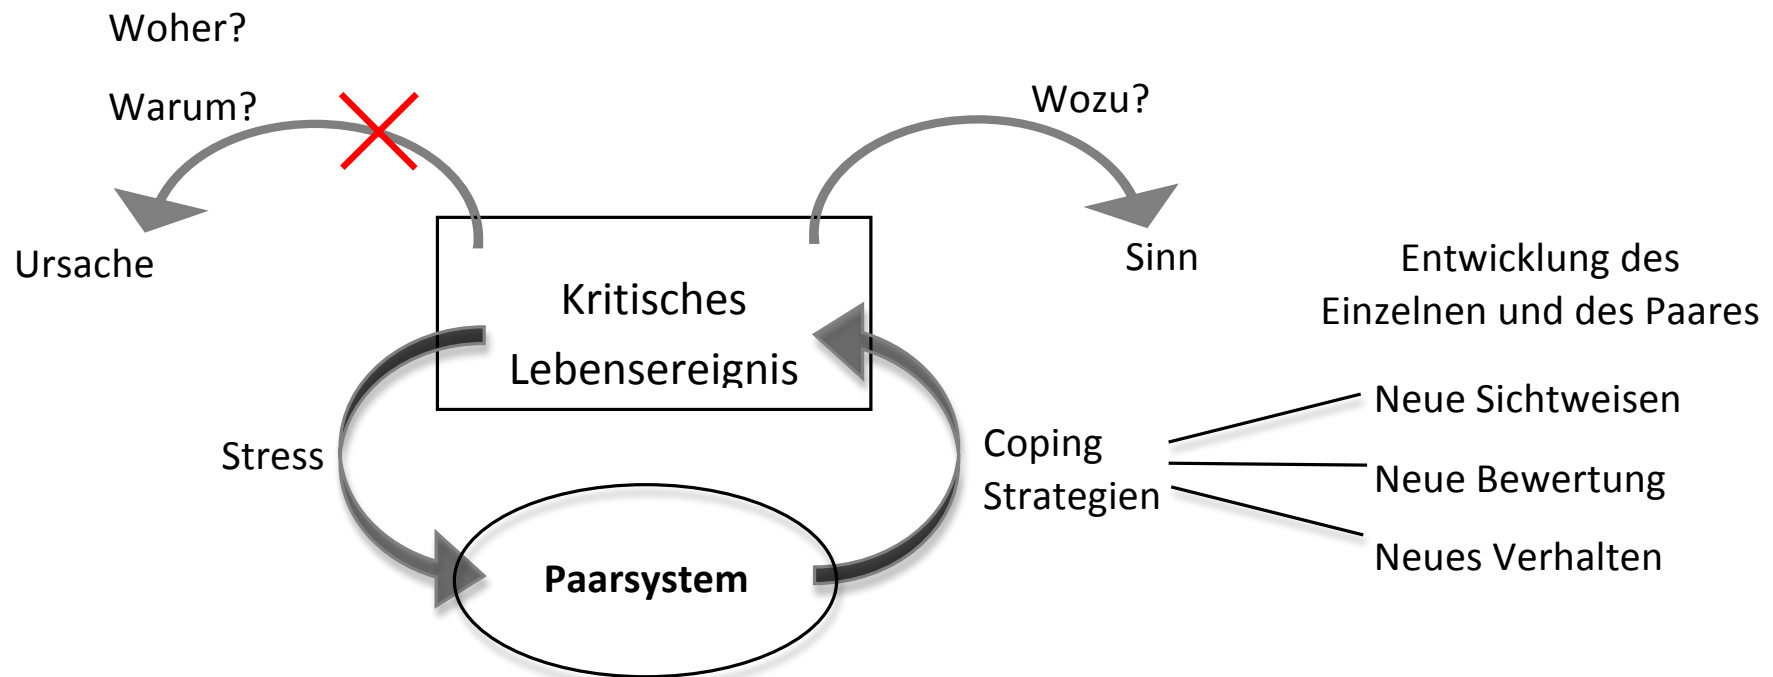 Woher?
Warum?
Wozu?
Ursache
Sinn
Entwicklung des
Einzelnen und des Paares
Kritisches
Lebensereignis
Neue Sichtweisen
Stress
Coping
Strategien
Neue Bewertung
Neues Verhalten
Paarsystem